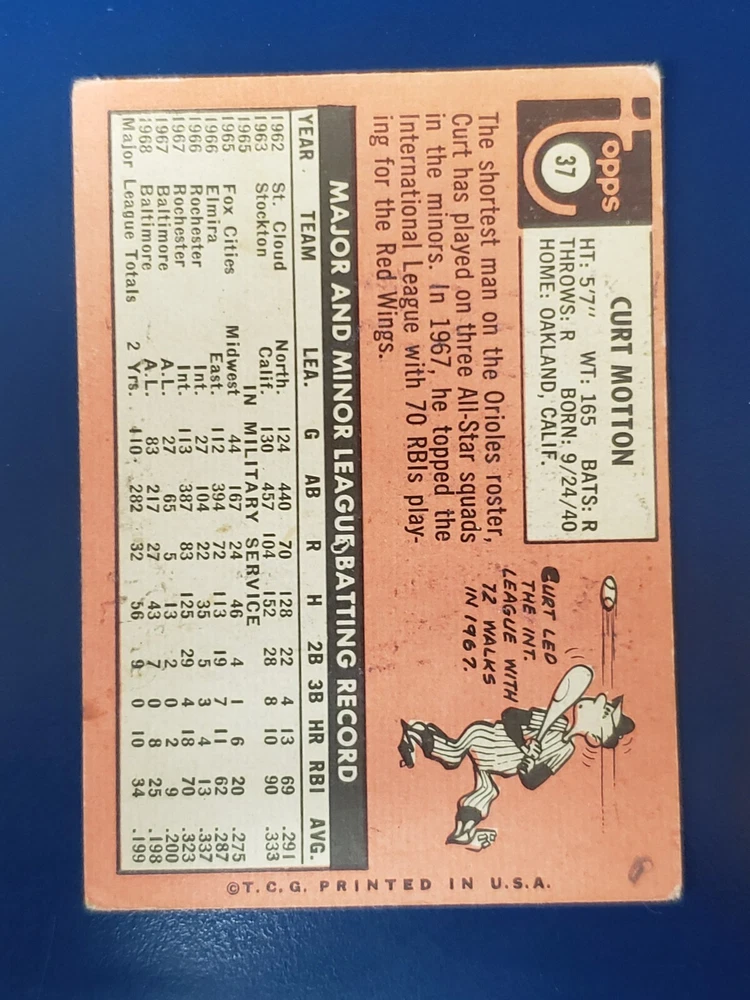 Topps
37
CURT MOTTON
HT: 5'7" WT: 165 BATS: R
THROWS: R BORN: 9/24/40
HOME: OAKLAND, CALIF.
The shortest man on the Orioles roster,
Curt has played on three All-Star squads
in the minors. In 1967, he topped the
International League with 70 RBIs play-
ing for the Red Wings.
CURT LED
THE INT.
LEAGUE WITH
72 WALKS
IN 1967.
MAJOR AND MINOR LEAGUE BATTING RECORD
YEAR TEAM LEA. G AB R H 2B 3B HR RBI AVG.
1962 St. Cloud North. 124 440 70 128 22 4 13 69 .291
1963 Stockton Calif. 130 457 104 152 28 8 10 90 .333
1965 IN MILITARY SERVICE
1965 Fox Cities Midwest 44 167 24 46 4 1 6 20 .275
1966 Elmira East. 112 394 72 113 19 7 11 62 .287
1966 Rochester Int. 27 104 22 35 5 3 4 13 .337
1967 Rochester Int. 113 387 83 125 29 4 18 70 .323
1967 Baltimore A.L. 27 65 5 13 2 0 2 9 .200
1968 Baltimore A.L. 83 217 27 43 7 0 8 25 .198
Major League Totals 2 Yrs. 110 282 32 56 9 0 10 34 .199
©T.C.G. PRINTED IN U.S.A.